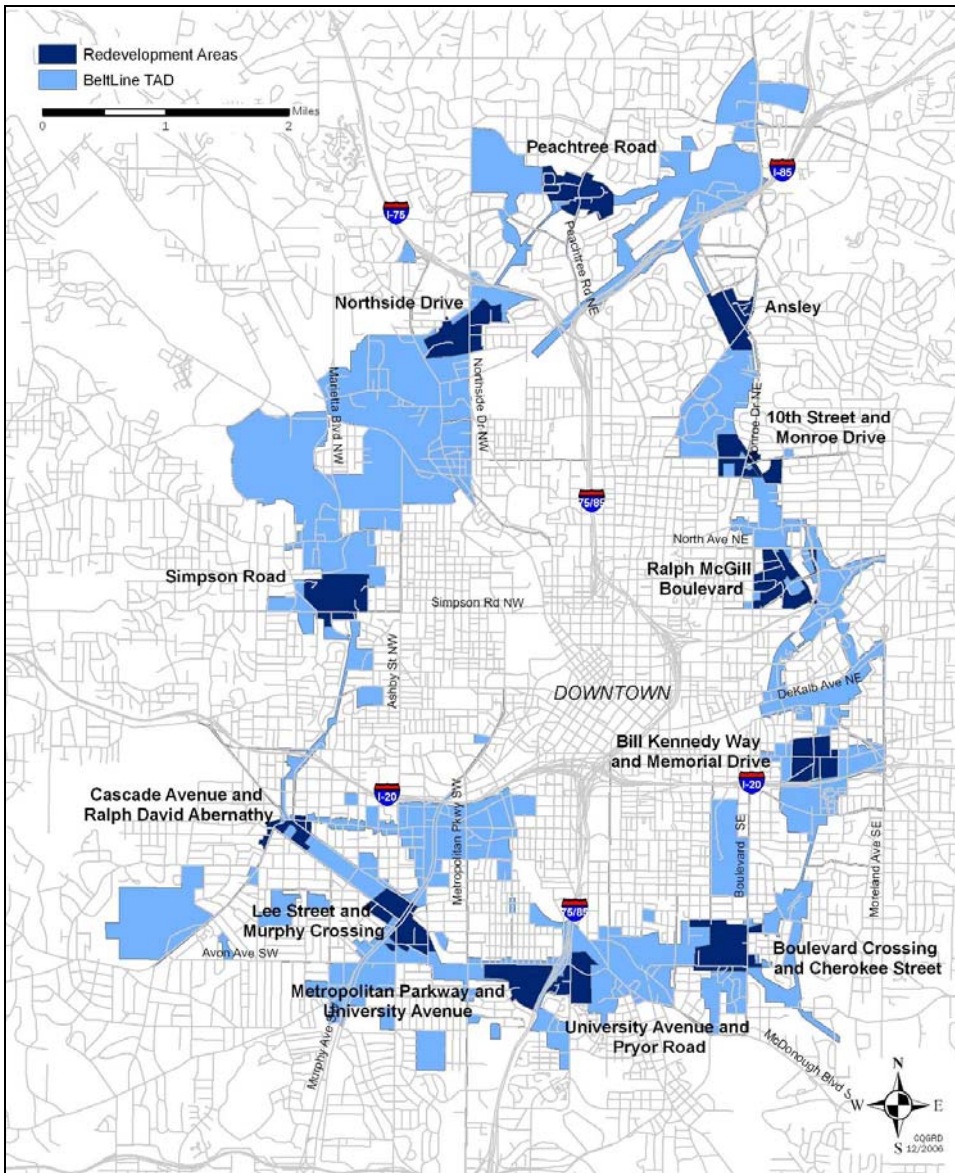 Redevelopment Areas
BeltLine TAD
Miles
0 1 2
Peachtree Road
I-85
I-75
Peachtree Rd NE
Northside Drive
Ansley
Marietta Blvd NW
Northside Dr NW
10th Street and
Monroe Drive
Monroe Dr NE
75/85
North Ave NE
Simpson Road
Ralph McGill
Boulevard
Simpson Rd NW
Ashby St NW
DOWNTOWN
DeKalb Ave NE
Bill Kennedy Way
and Memorial Drive
I-20
Cascade Avenue and
Ralph David Abernathy
I-20
Metropolitan Pkwy SW
Boulevard SE
Moreland Ave SE
Lee Street and
Murphy Crossing
75/85
Avon Ave SW
Boulevard Crossing
and Cherokee Street
Metropolitan Parkway and
University Avenue
University Avenue and
Pryor Road
Murphy Ave
McDonough Blvd S
N
W E
S
CQGRD
12/2006